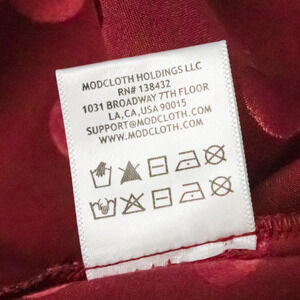 MODCLOTH HOLDINGS LLC
RN# 138432
1031 BROADWAY 7TH FLOOR
LA,CA,USA 90015
SUPPORT@MODCLOTH.COM
WWW.MODCLOTH.COM